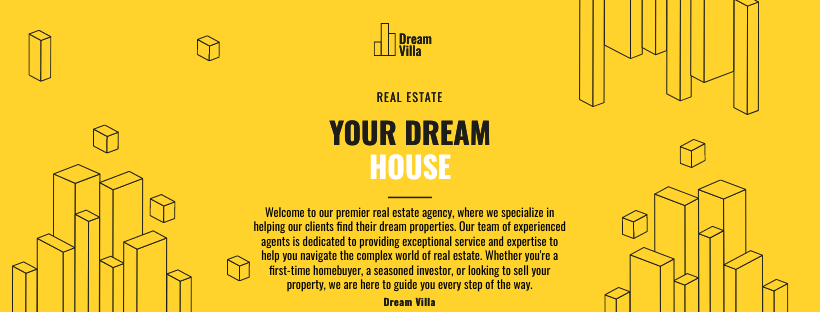 Dream
Villa
REAL ESTATE
YOUR DREAM
HOUSE
Welcome to our premier real estate agency, where we specialize in
helping our clients find their dream properties. Our team of experienced
agents is dedicated to providing exceptional service and expertise to
help you navigate the complex world of real estate. Whether you're a
first-time homebuyer, a seasoned investor, or looking to sell your
property, we are here to guide you every step of the way.
Dream Villa